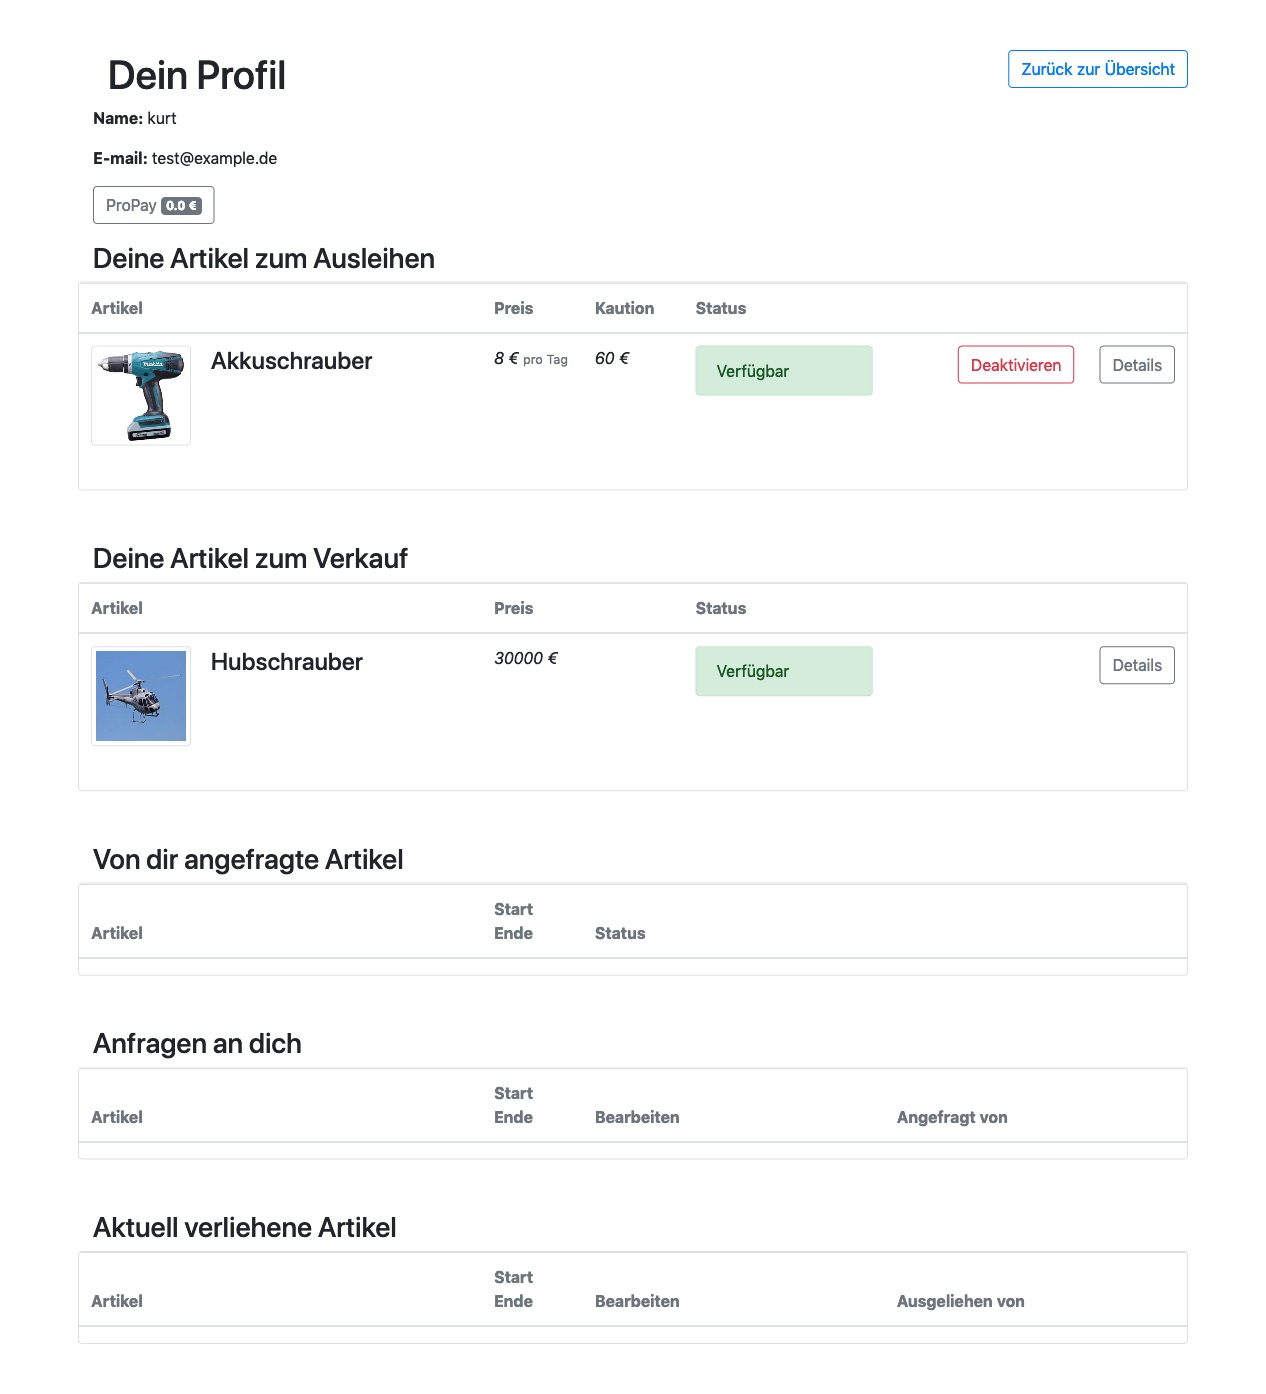 Dein Profil
Zurück zur Übersicht
Name: kurt
E-mail: test@example.de
ProPay 0.0 €
Deine Artikel zum Ausleihen
Artikel Preis Kaution Status
Akkuschrauber 8 € pro Tag 60 € Verfügbar Deaktivieren Details
Deine Artikel zum Verkauf
Artikel Preis Status
Hubschrauber 30000 € Verfügbar Details
Von dir angefragte Artikel
Start
Artikel Ende Status
Anfragen an dich
Start
Artikel Ende Bearbeiten Angefragt von
Aktuell verliehene Artikel
Start
Artikel Ende Bearbeiten Ausgeliehen von